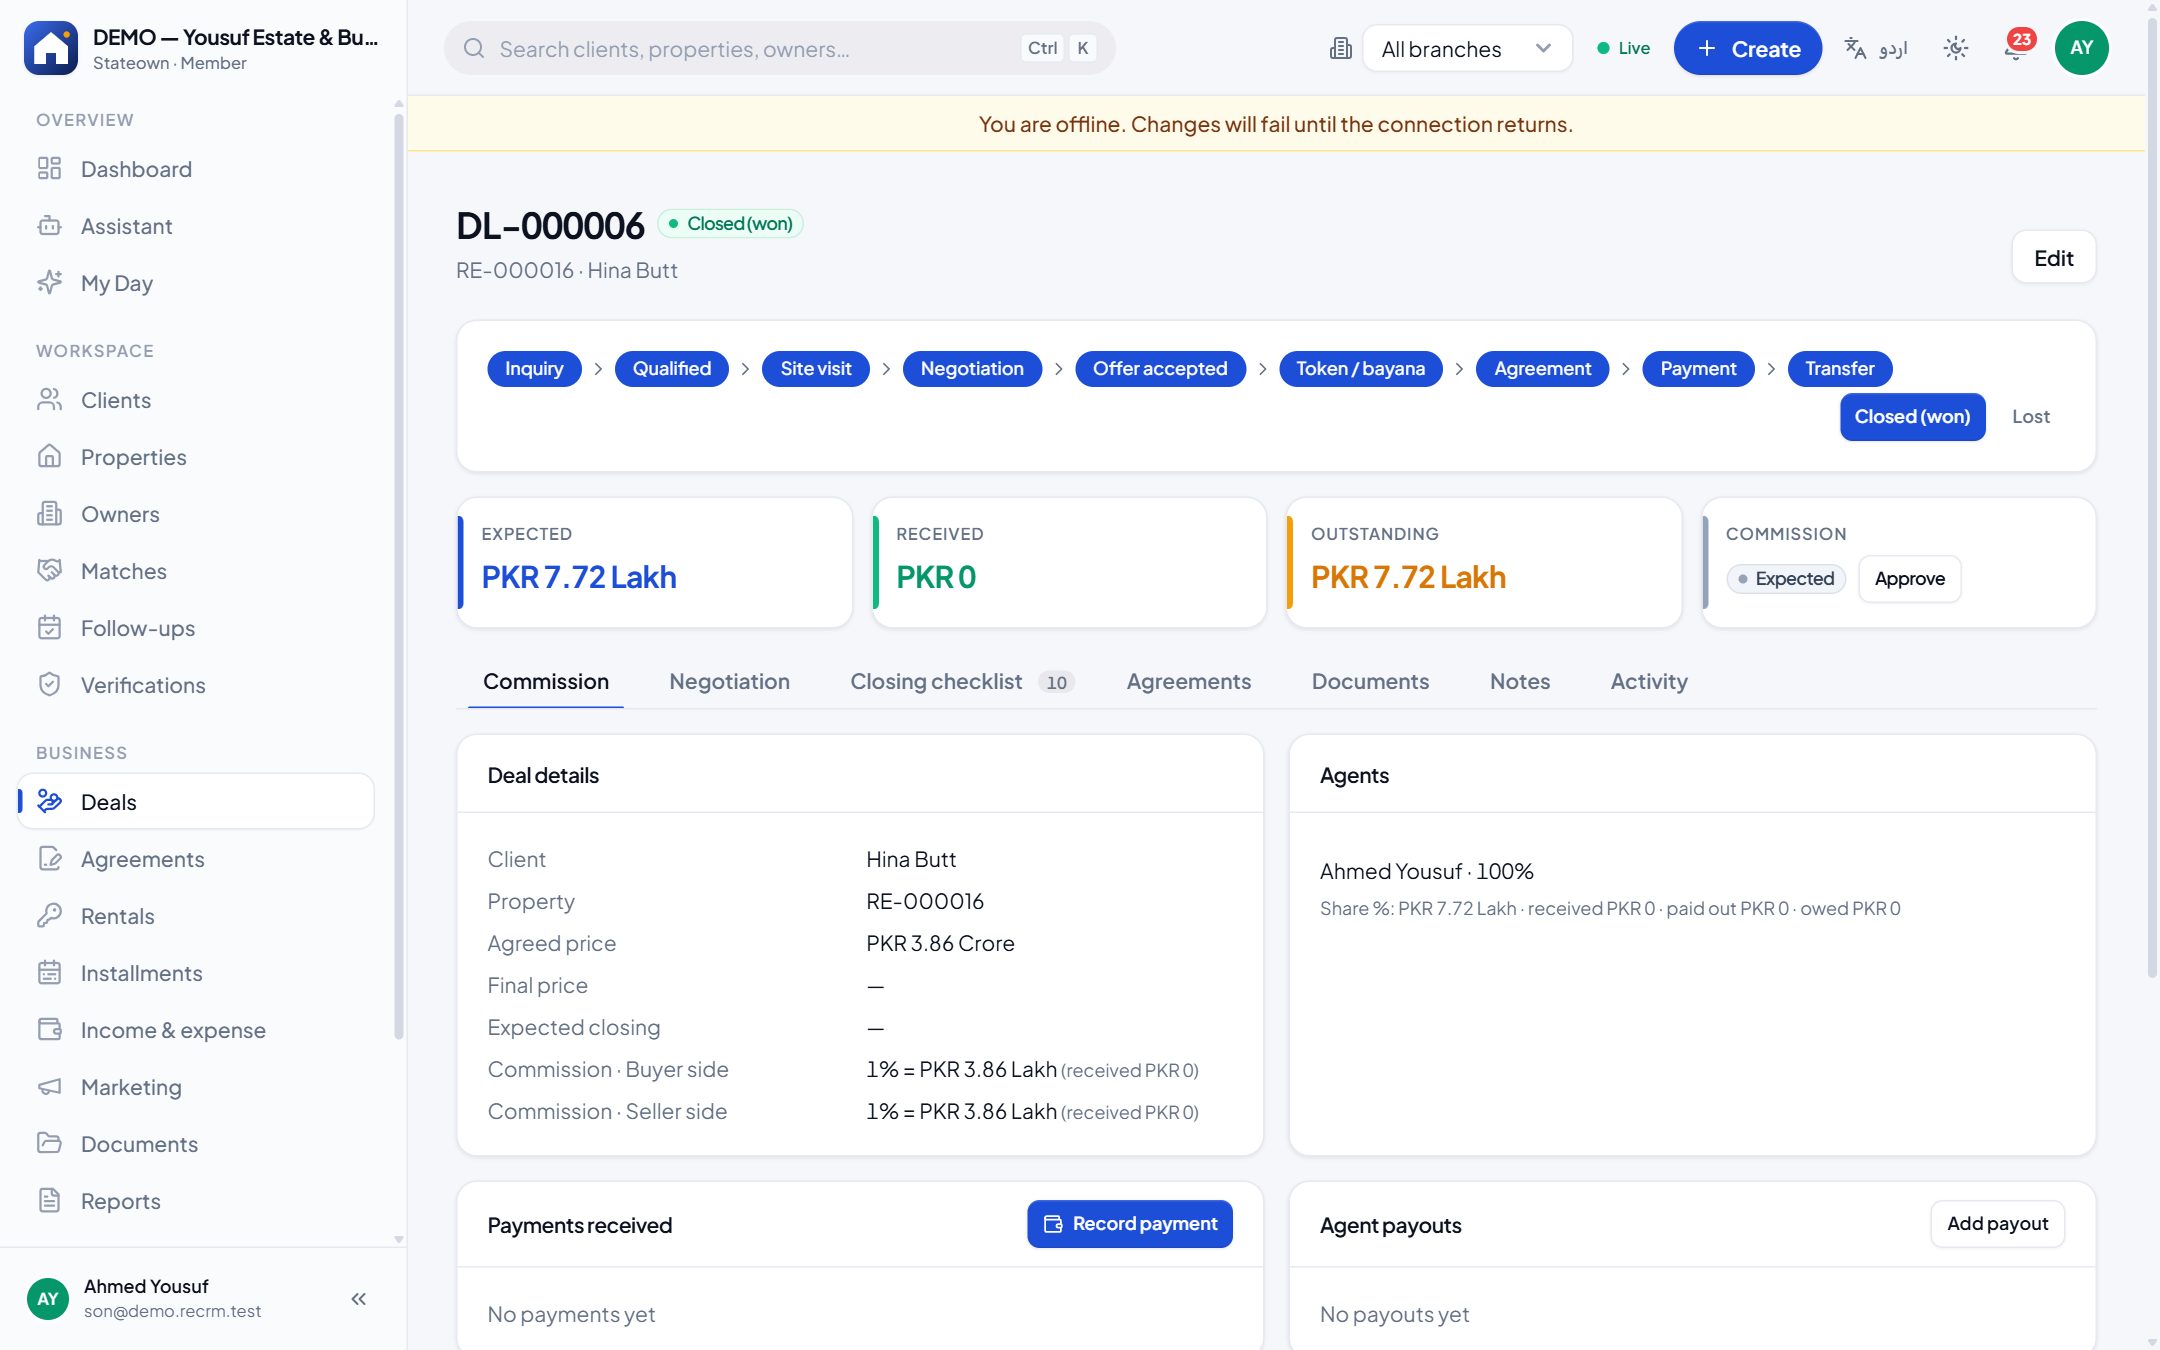 DEMO — Yousuf Estate & Bu...
Stateown · Member
OVERVIEW
Dashboard
Assistant
My Day
WORKSPACE
Clients
Properties
Owners
Matches
Follow-ups
Verifications
BUSINESS
Deals
Agreements
Rentals
Installments
Income & expense
Marketing
Documents
Reports
AY
Ahmed Yousuf
son@demo.recrm.test
Search clients, properties, owners...
Ctrl K
All branches
Live
+ Create
اردو
23
AY
You are offline. Changes will fail until the connection returns.
DL-000006 Closed (won)
RE-000016 · Hina Butt
Edit
Inquiry > Qualified > Site visit > Negotiation > Offer accepted > Token / bayana > Agreement > Payment > Transfer
Closed (won) Lost
EXPECTED
PKR 7.72 Lakh
RECEIVED
PKR 0
OUTSTANDING
PKR 7.72 Lakh
COMMISSION
Expected Approve
Commission Negotiation Closing checklist 10 Agreements Documents Notes Activity
Deal details
Client Hina Butt
Property RE-000016
Agreed price PKR 3.86 Crore
Final price —
Expected closing —
Commission · Buyer side 1% = PKR 3.86 Lakh (received PKR 0)
Commission · Seller side 1% = PKR 3.86 Lakh (received PKR 0)
Agents
Ahmed Yousuf · 100%
Share %: PKR 7.72 Lakh · received PKR 0 · paid out PKR 0 · owed PKR 0
Payments received
Record payment
No payments yet
Agent payouts
Add payout
No payouts yet